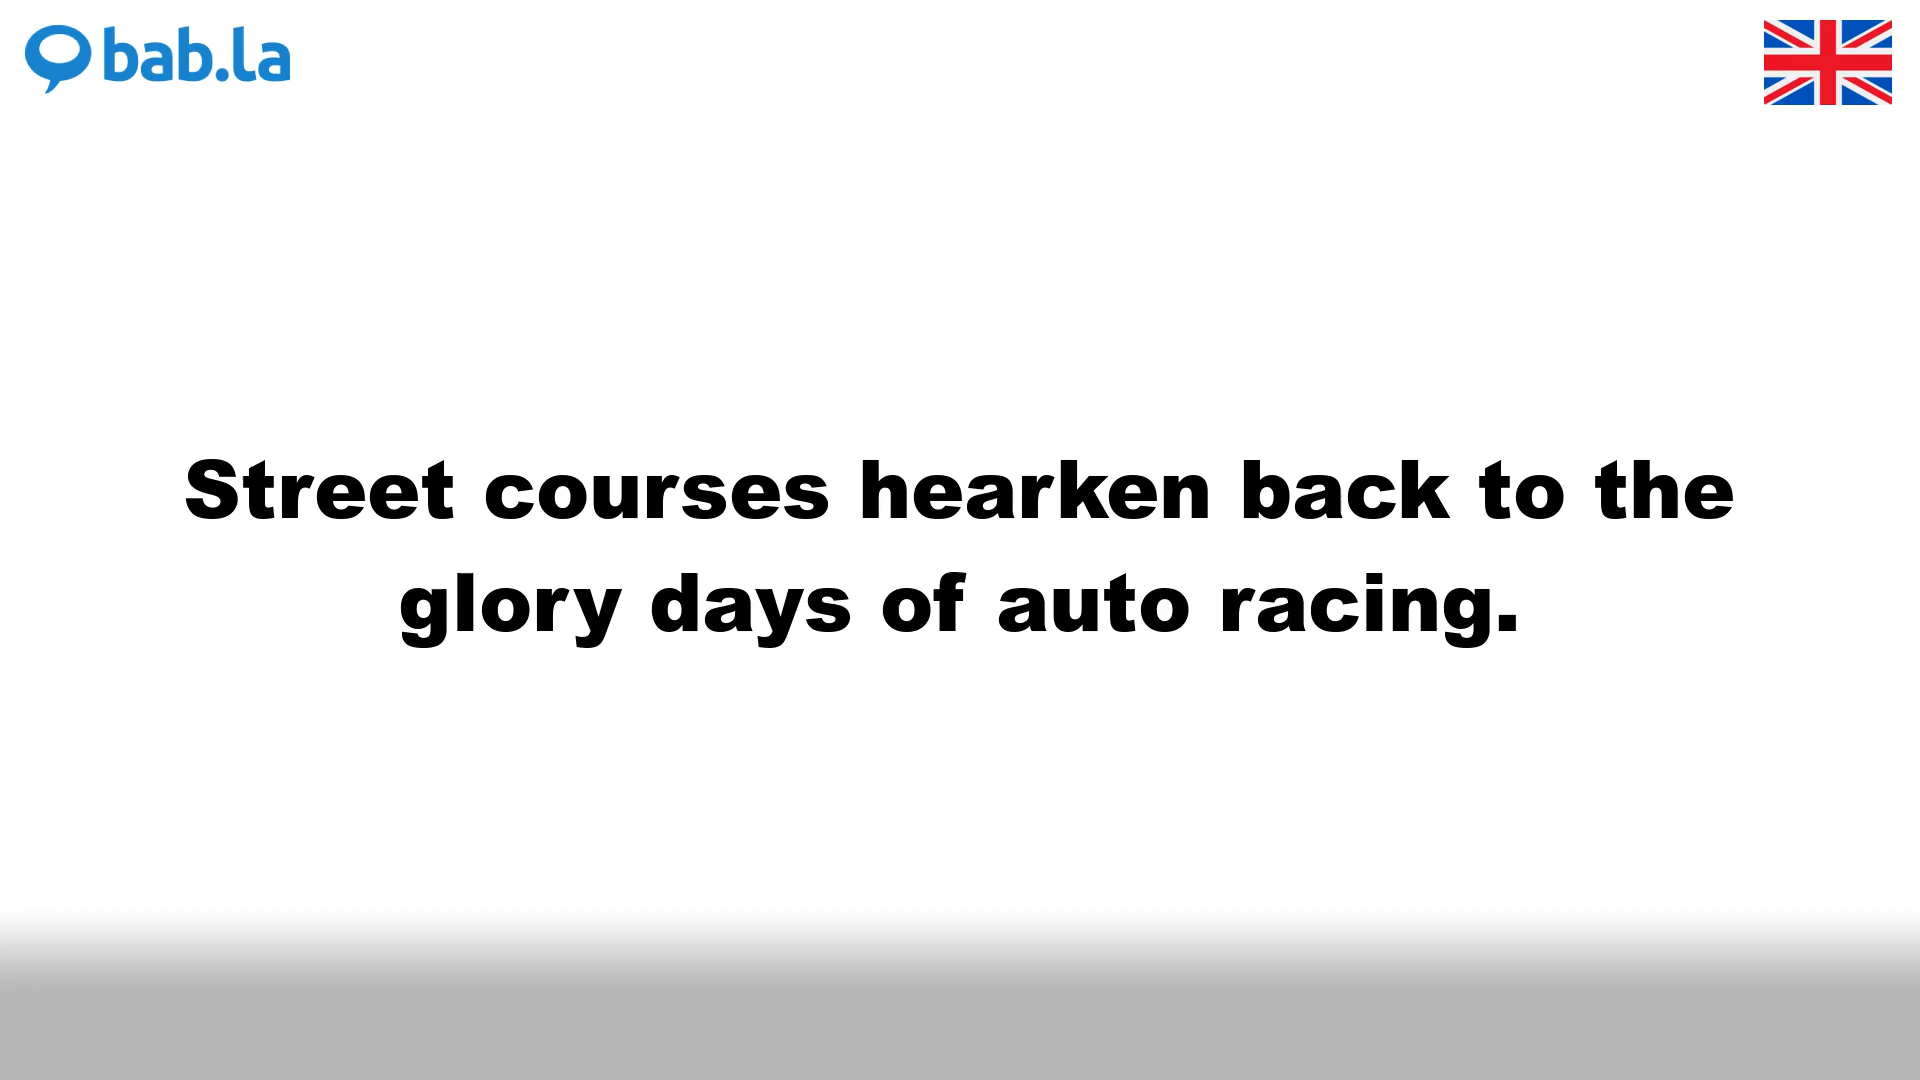 bab.la
Street courses hearken back to the
glory days of auto racing.